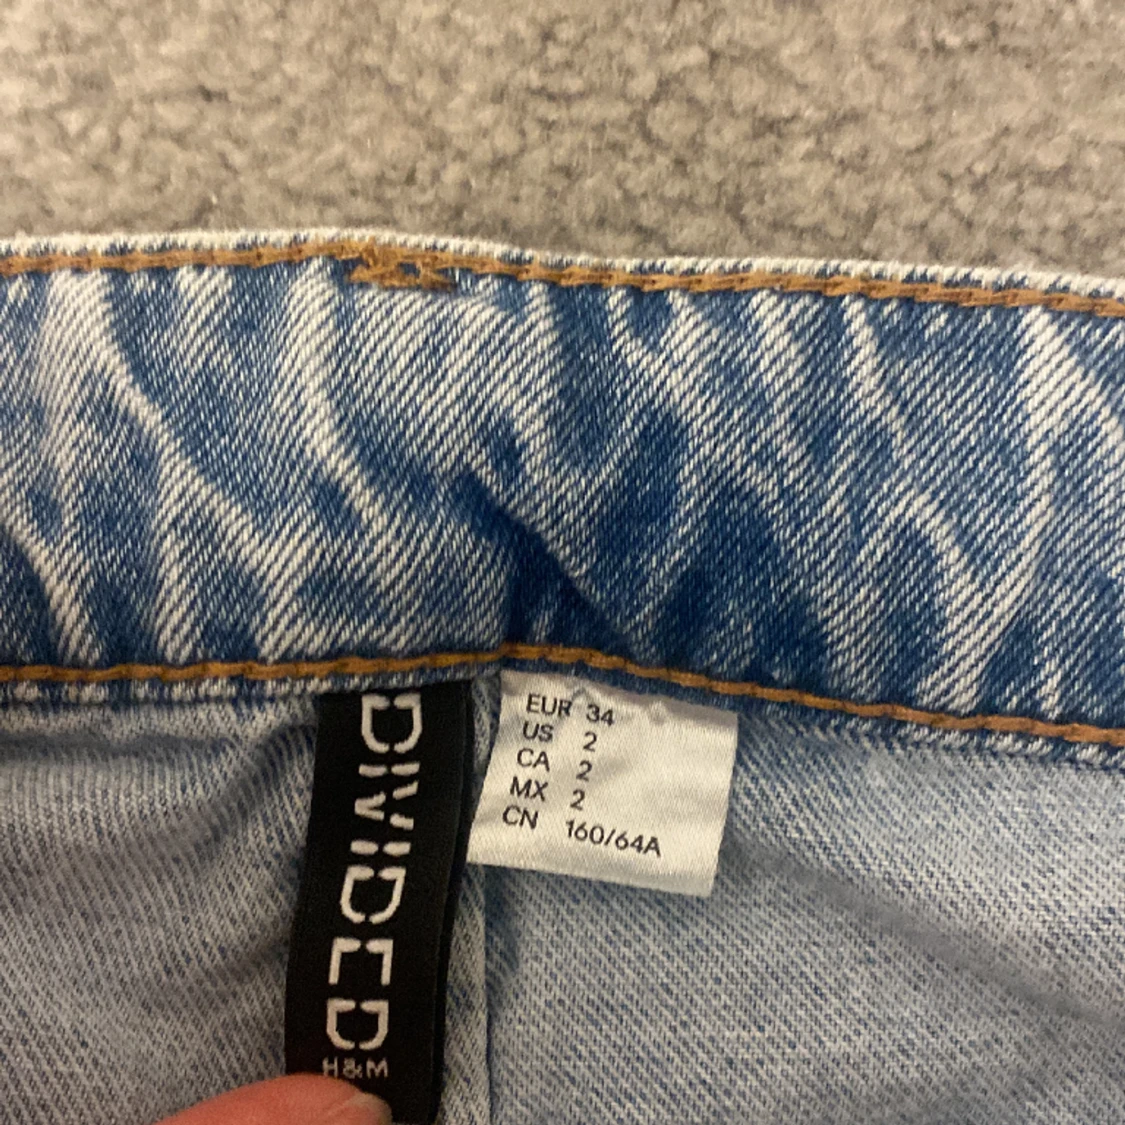 DIVIDED
H&M
EUR 34
US 2
CA 2
MX 2
CN 160/64A